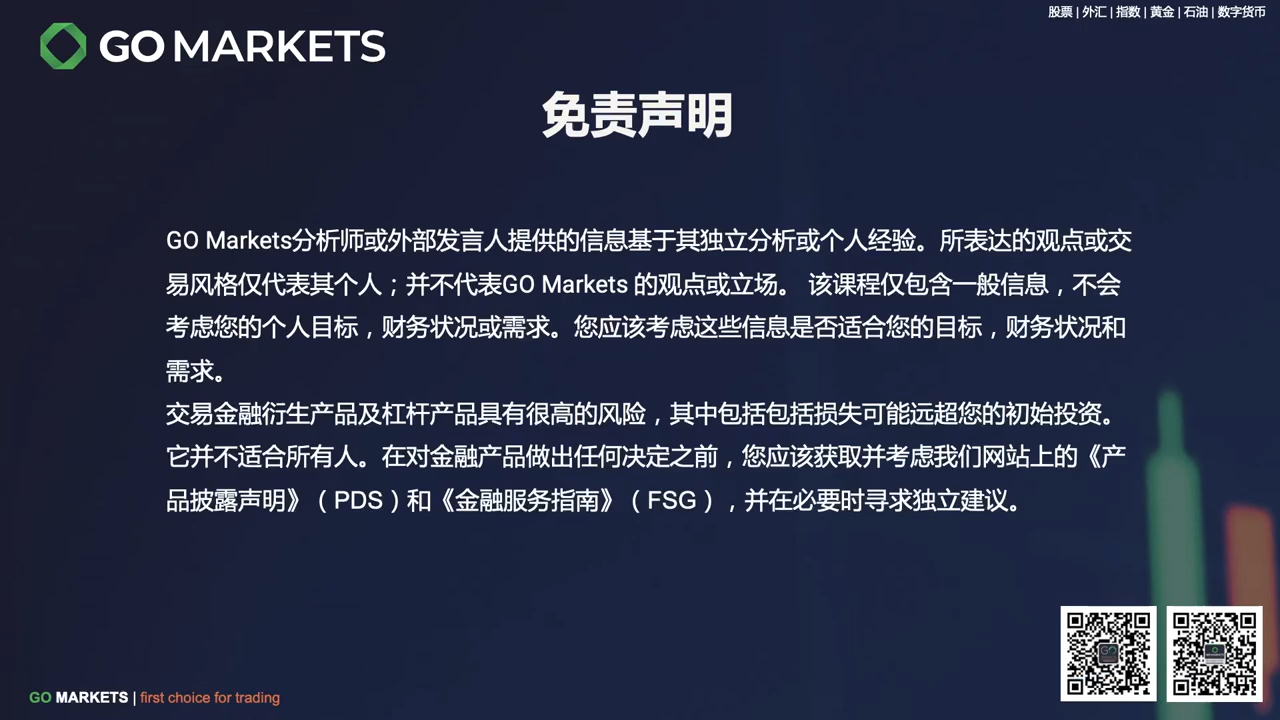 股票 | 外汇 | 指数 | 黄金 | 石油 | 数字货币
GO MARKETS
免责声明
GO Markets分析师或外部发言人提供的信息基于其独立分析或个人经验。所表达的观点或交
易风格仅代表其个人；并不代表GO Markets 的观点或立场。 该课程仅包含一般信息，不会
考虑您的个人目标，财务状况或需求。您应该考虑这些信息是否适合您的目标，财务状况和
需求。
交易金融衍生产品及杠杆产品具有很高的风险，其中包括包括损失可能远超您的初始投资。
它并不适合所有人。在对金融产品做出任何决定之前，您应该获取并考虑我们网站上的《产
品披露声明》（PDS）和《金融服务指南》（FSG），并在必要时寻求独立建议。
GO MARKETS | first choice for trading